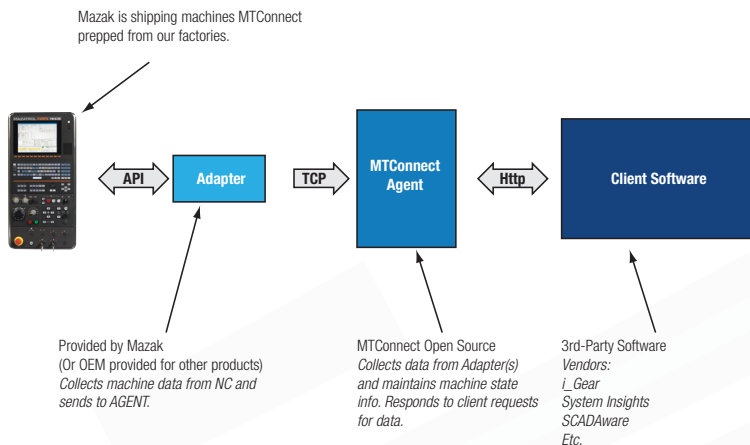 Mazak is shipping machines MTConnect
prepped from our factories.
API
Adapter
TCP
MTConnect
Agent
Http
Client Software
Provided by Mazak
(Or OEM provided for other products)
Collects machine data from NC and
sends to AGENT.
MTConnect Open Source
Collects data from Adapter(s)
and maintains machine state
info. Responds to client requests
for data.
3rd-Party Software
Vendors:
i_Gear
System Insights
SCADAware
Etc.